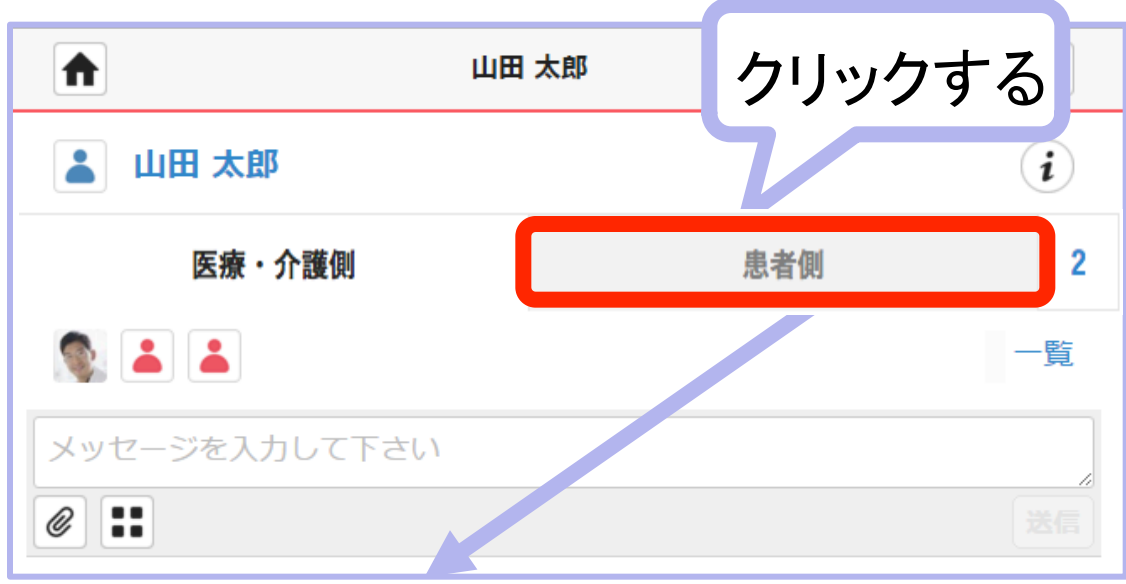 山田 太郎
クリックする
山田 太郎
i
医療・介護側
患者側
2
一覧
メッセージを入力して下さい
送信